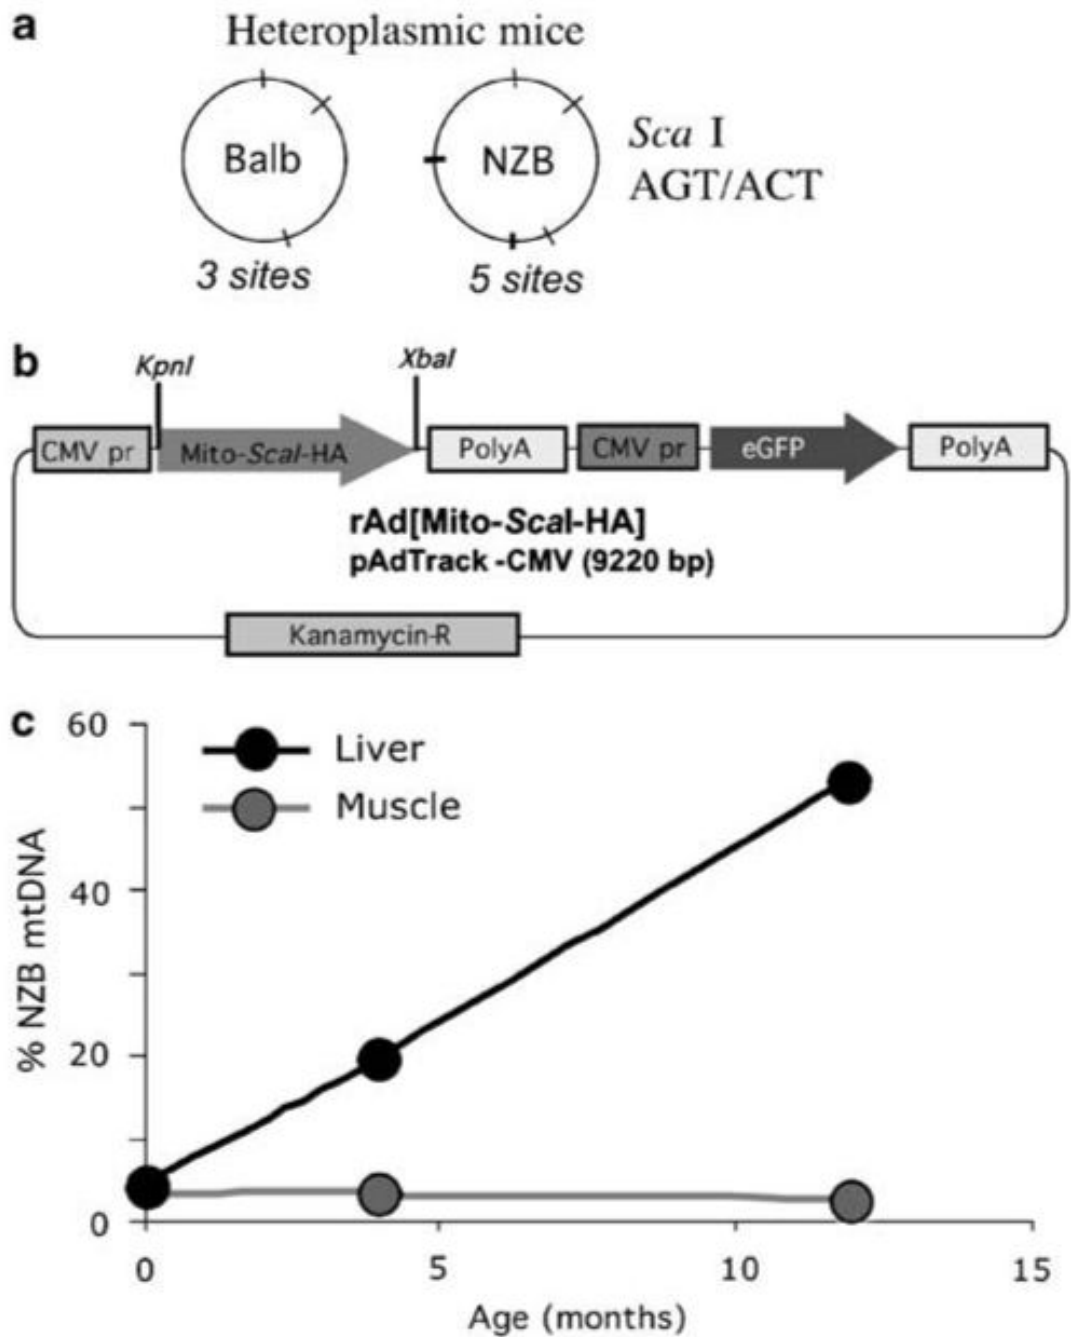 a
Heteroplasmic mice
Balb
NZB
Sca I
AGT/ACT
3 sites
5 sites
b
KpnI
XbaI
CMV pr
Mito-ScaI-HA
PolyA
CMV pr
eGFP
PolyA
rAd[Mito-ScaI-HA]
pAdTrack -CMV (9220 bp)
Kanamycin-R
c
60
Liver
Muscle
40
% NZB mtDNA
20
0
0
5
10
15
Age (months)